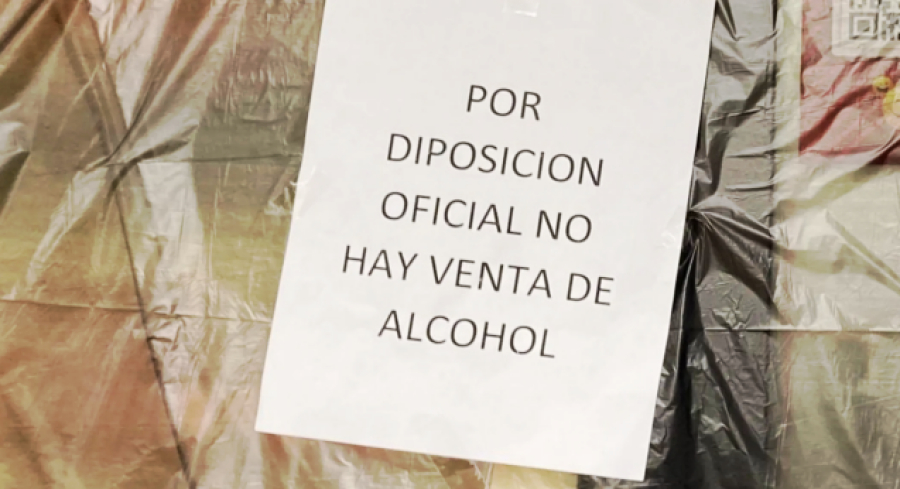 POR
DIPOSICION
OFICIAL NO
HAY VENTA DE
ALCOHOL